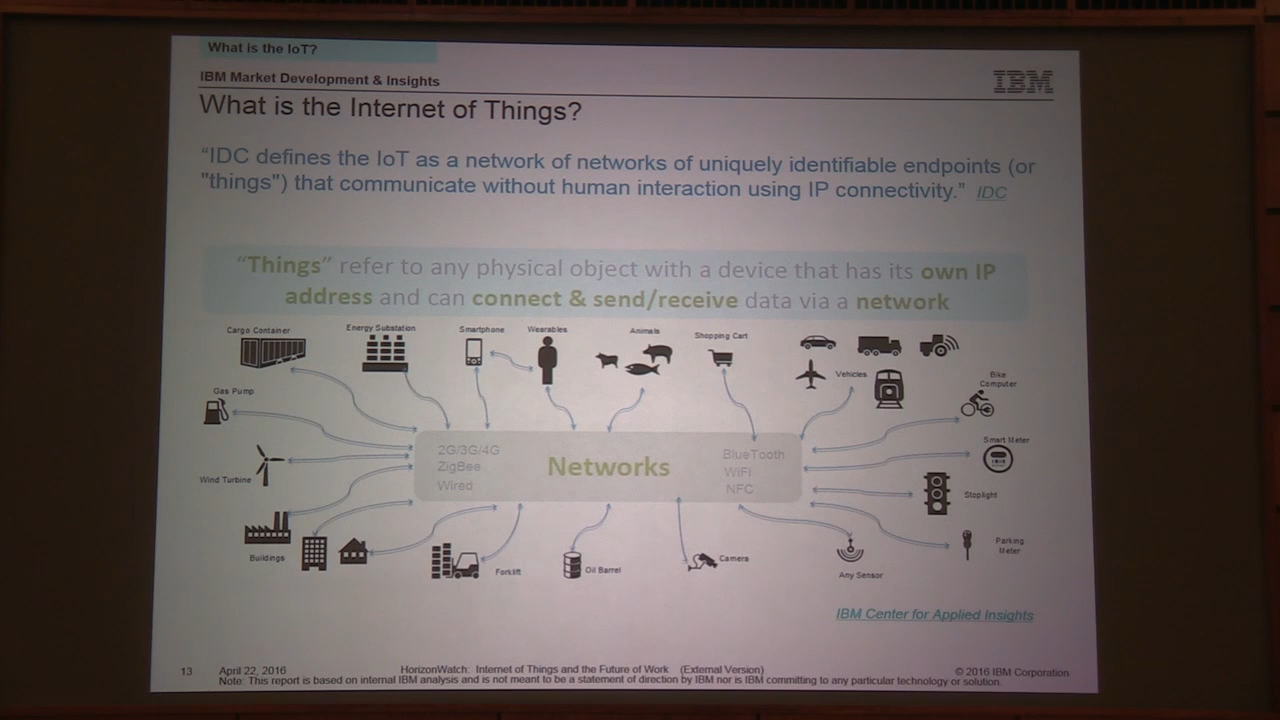 What is the IoT?
IBM Market Development & Insights
IBM
What is the Internet of Things?
“IDC defines the IoT as a network of networks of uniquely identifiable endpoints (or
"things") that communicate without human interaction using IP connectivity.” IDC
“Things” refer to any physical object with a device that has its own IP
address and can connect & send/receive data via a network
Cargo Container
Energy Substation
Smartphone
Wearables
Animals
Shopping Cart
Vehicles
Bike
Computer
Gas Pump
Smart Meter
2G/3G/4G
ZigBee
Wired
Networks
BlueTooth
WiFi
NFC
Wind Turbine
Stoplight
Buildings
Forklift
Oil Barrel
Camera
Any Sensor
Parking
Meter
IBM Center for Applied Insights
13 April 22, 2016 HorizonWatch: Internet of Things and the Future of Work (External Version) © 2016 IBM Corporation
Note: This report is based on internal IBM analysis and is not meant to be a statement of direction by IBM nor is IBM committing to any particular technology or solution.